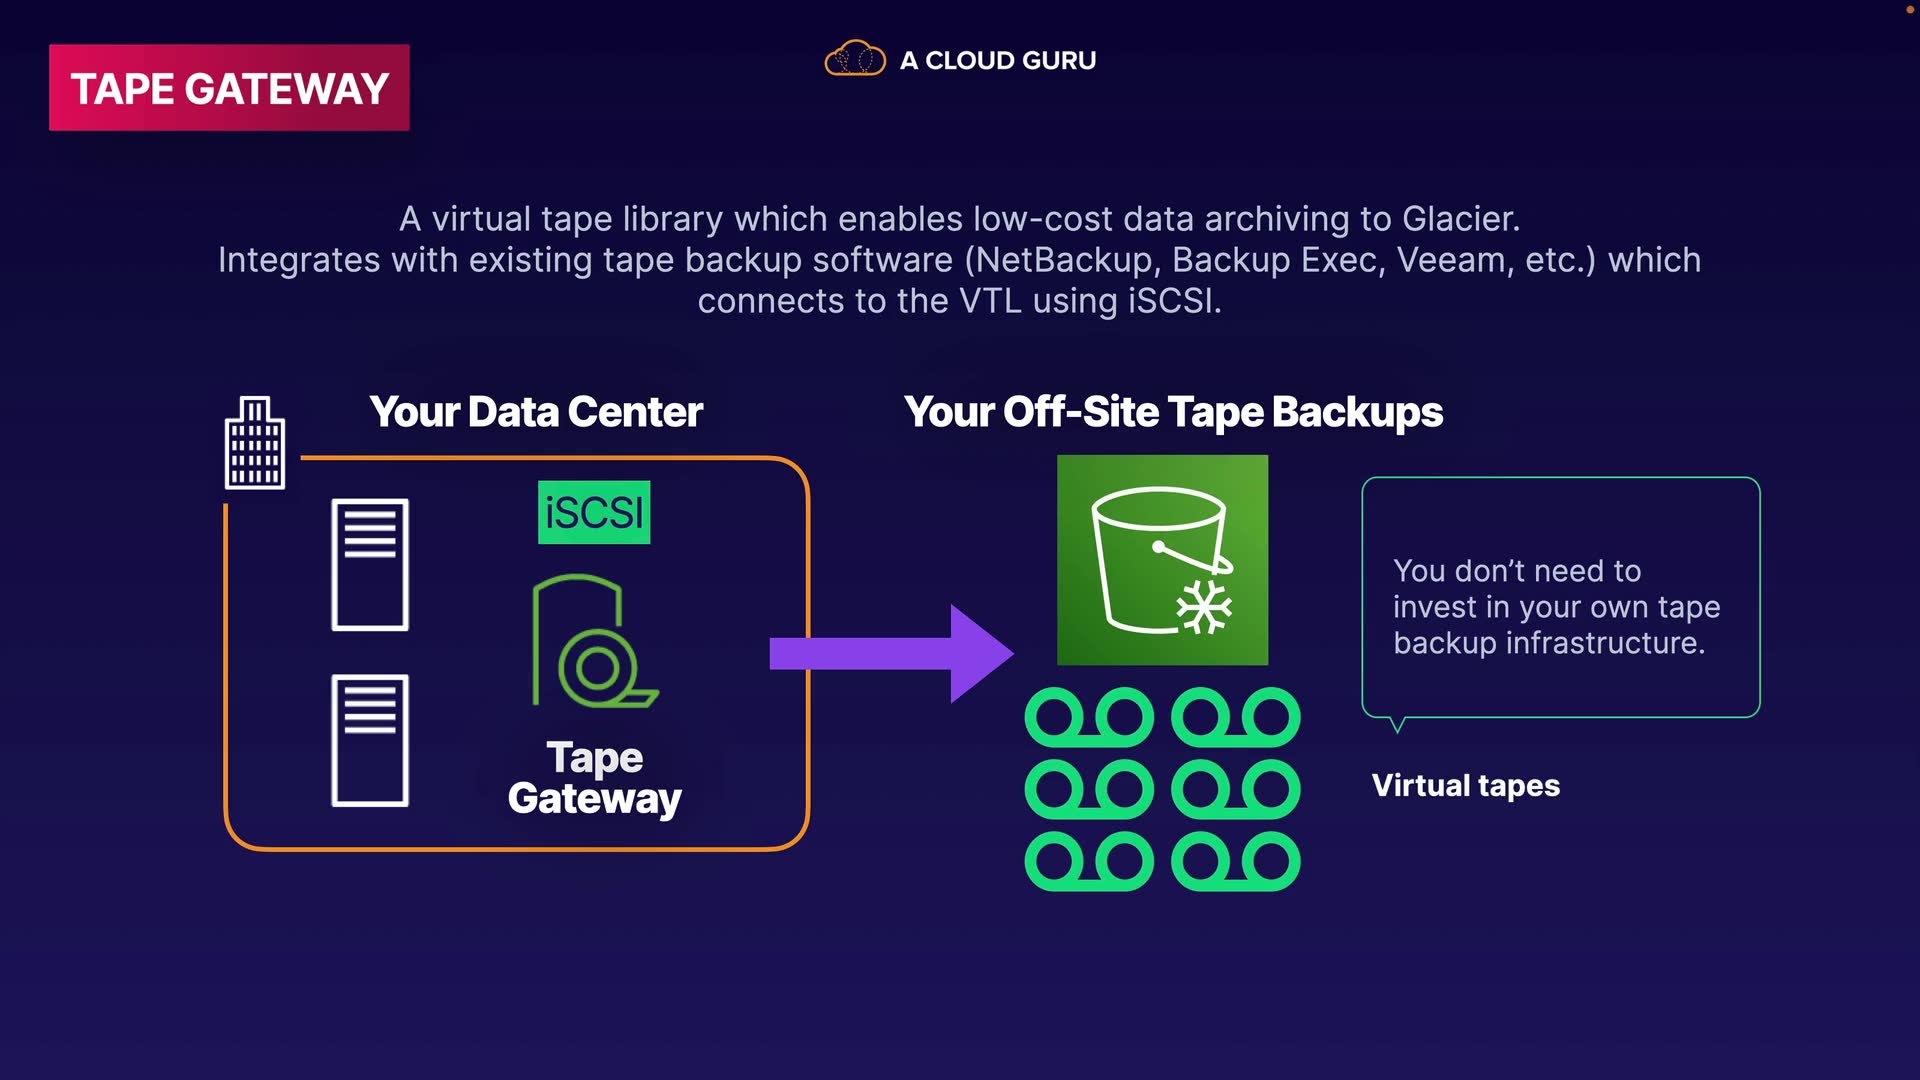 A CLOUD GURU
TAPE GATEWAY
A virtual tape library which enables low-cost data archiving to Glacier.
Integrates with existing tape backup software (NetBackup, Backup Exec, Veeam, etc.) which
connects to the VTL using iSCSI.
Your Data Center
iSCSI
Tape
Gateway
Your Off-Site Tape Backups
You don’t need to
invest in your own tape
backup infrastructure.
Virtual tapes